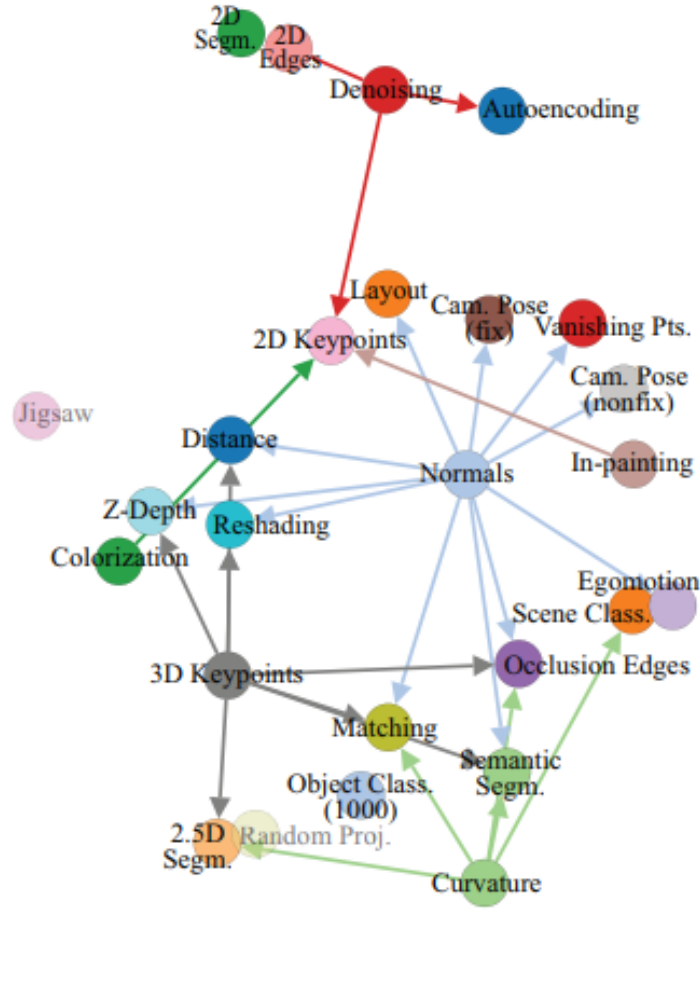 2D
Segm.
2D
Edges
Denoising
Autoencoding
Layout
Cam. Pose
(fix)
Vanishing Pts.
2D Keypoints
Cam. Pose
(nonfix)
Jigsaw
Distance
In-painting
Normals
Z-Depth
Reshading
Colorization
Egomotion
Scene Class.
Occlusion Edges
3D Keypoints
Matching
Semantic
Segm.
Object Class.
(1000)
2.5D
Segm.
Random Proj.
Curvature